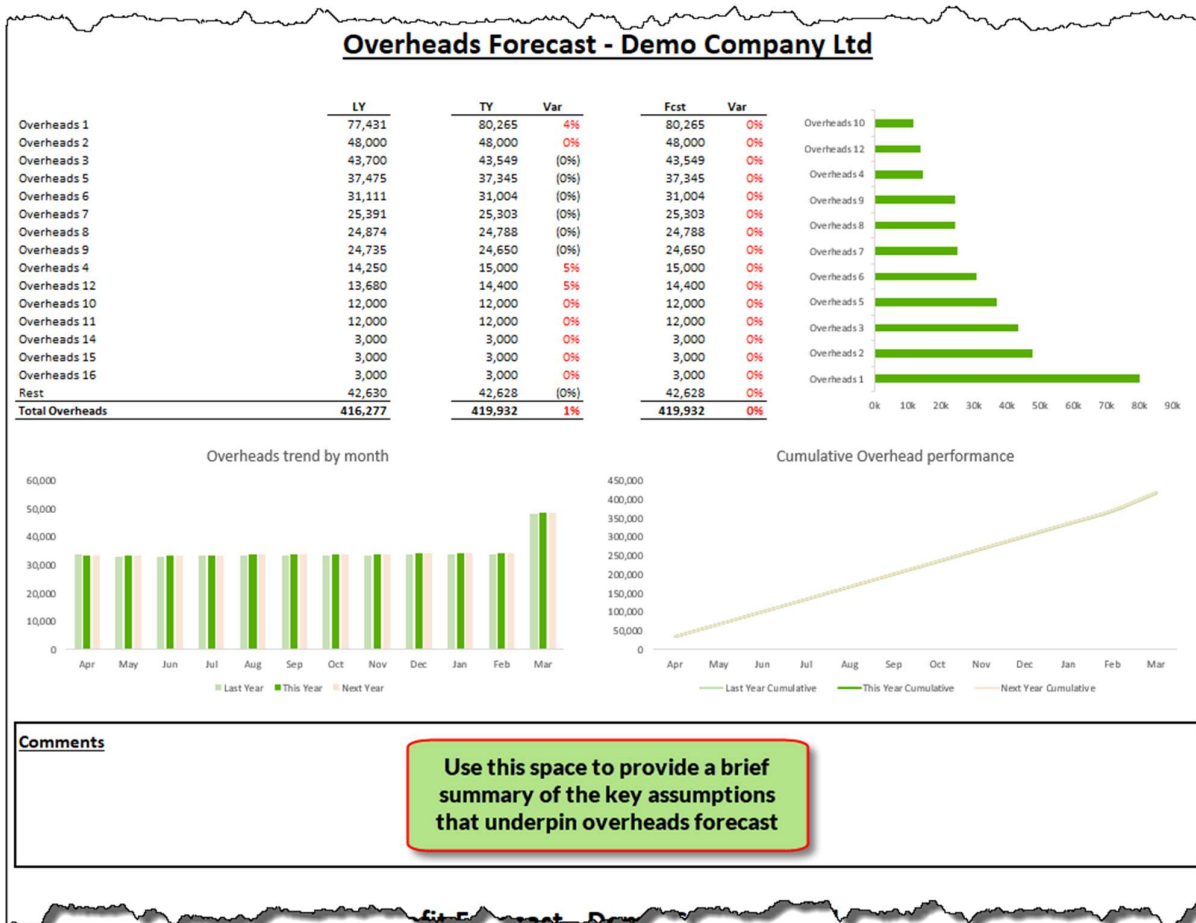 Overheads Forecast - Demo Company Ltd
LY TY Var Fcst Var
Overheads 1 77,431 80,265 4% 80,265 0%
Overheads 2 48,000 48,000 0% 48,000 0%
Overheads 3 43,700 43,549 (0%) 43,549 0%
Overheads 5 37,475 37,345 (0%) 37,345 0%
Overheads 6 31,111 31,004 (0%) 31,004 0%
Overheads 7 25,391 25,303 (0%) 25,303 0%
Overheads 8 24,874 24,788 (0%) 24,788 0%
Overheads 9 24,735 24,650 (0%) 24,650 0%
Overheads 4 14,250 15,000 5% 15,000 0%
Overheads 12 13,680 14,400 5% 14,400 0%
Overheads 10 12,000 12,000 0% 12,000 0%
Overheads 11 12,000 12,000 0% 12,000 0%
Overheads 14 3,000 3,000 0% 3,000 0%
Overheads 15 3,000 3,000 0% 3,000 0%
Overheads 16 3,000 3,000 0% 3,000 0%
Rest 42,630 42,628 (0%) 42,628 0%
Total Overheads 416,277 419,932 1% 419,932 0%
Overheads 10
Overheads 12
Overheads 4
Overheads 9
Overheads 8
Overheads 7
Overheads 6
Overheads 5
Overheads 3
Overheads 2
Overheads 1
0k 10k 20k 30k 40k 50k 60k 70k 80k 90k
Overheads trend by month
60,000
50,000
40,000
30,000
20,000
10,000
0
Apr May Jun Jul Aug Sep Oct Nov Dec Jan Feb Mar
Last Year This Year Next Year
Cumulative Overhead performance
450,000
400,000
350,000
300,000
250,000
200,000
150,000
100,000
50,000
0
Apr May Jun Jul Aug Sep Oct Nov Dec Jan Feb Mar
Last Year Cumulative This Year Cumulative Next Year Cumulative
Comments
Use this space to provide a brief
summary of the key assumptions
that underpin overheads forecast